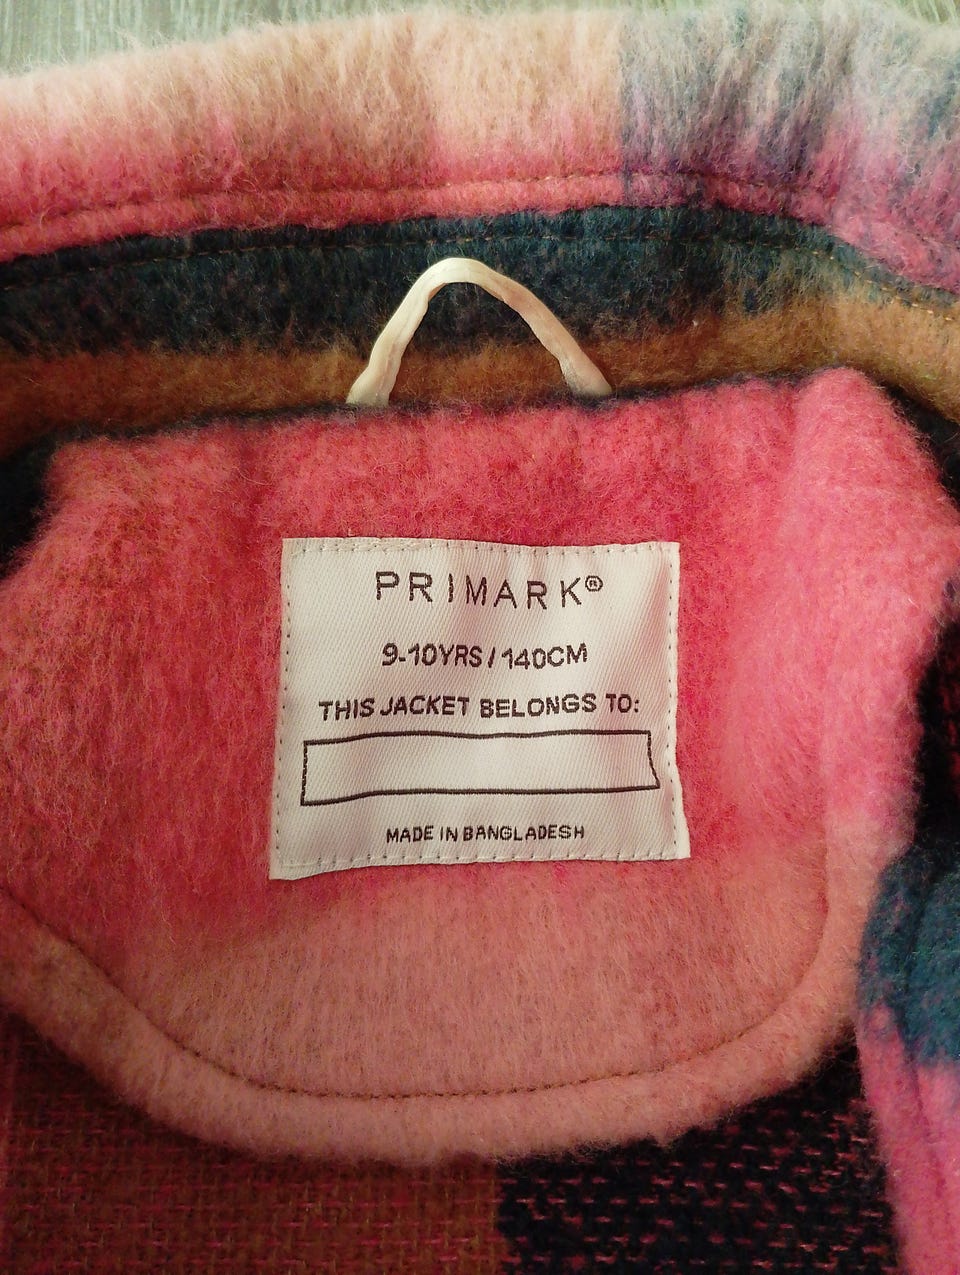 PRIMARK®
9-10YRS/140CM
THIS JACKET BELONGS TO:
MADE IN BANGLADESH